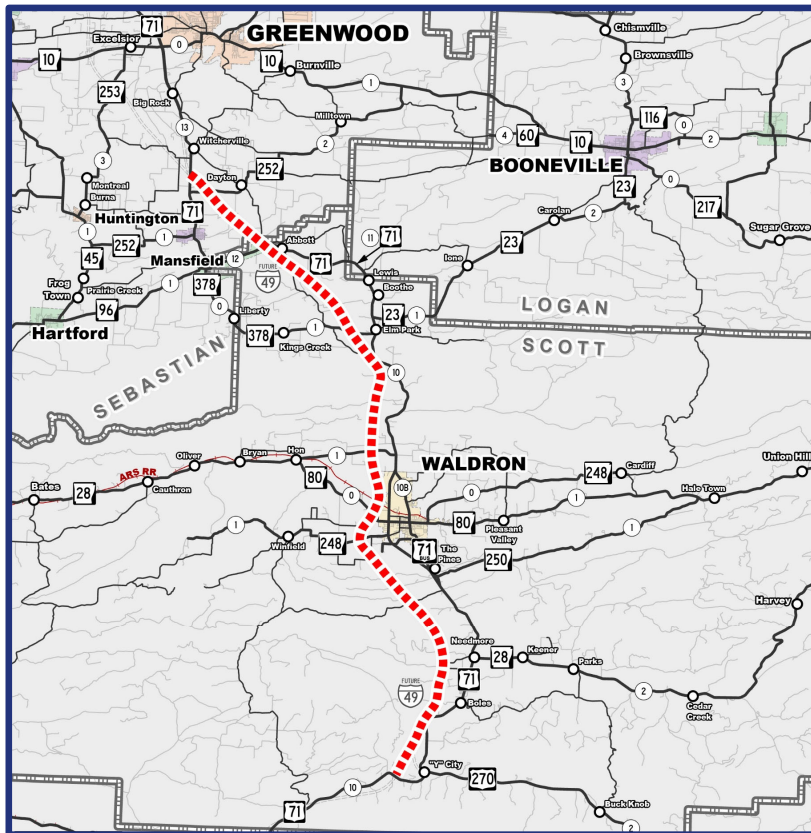 71
GREENWOOD
Excelsior
0
10
10
Burnville
1
253
Big Rock
Milltown
13
2
Witcherville
3
Dayton
252
Montreal
Burna
Huntington
71
1
252
1
Mansfield
12
Abbott
11
71
45
1
71
Lewis
Frog
Town
Prairie Creek
378
FUTURE
49
Boothe
96
0
Liberty
23
1
Hartford
378
Kings Creek
1
Elm Park
SEBASTIAN
10
Chismville
Brownsville
3
116
0
4
60
10
2
BOONEVILLE
0
23
217
Carolan
2
Sugar Grove
23
Ione
LOGAN
SCOTT
Oliver
Bryan
Hon
1
WALDRON
ARS RR
80
Bates
28
Cauthron
0
10B
0
248
Cardiff
Union Hill
1
Hale Town
1
80
Pleasant
Valley
1
Winfield
248
71
BUS
The
Pines
250
Harvey
Needmore
28
Keener
Parks
71
2
FUTURE
49
Boles
Cedar
Creek
"Y" City
10
270
71
Buck Knob
2